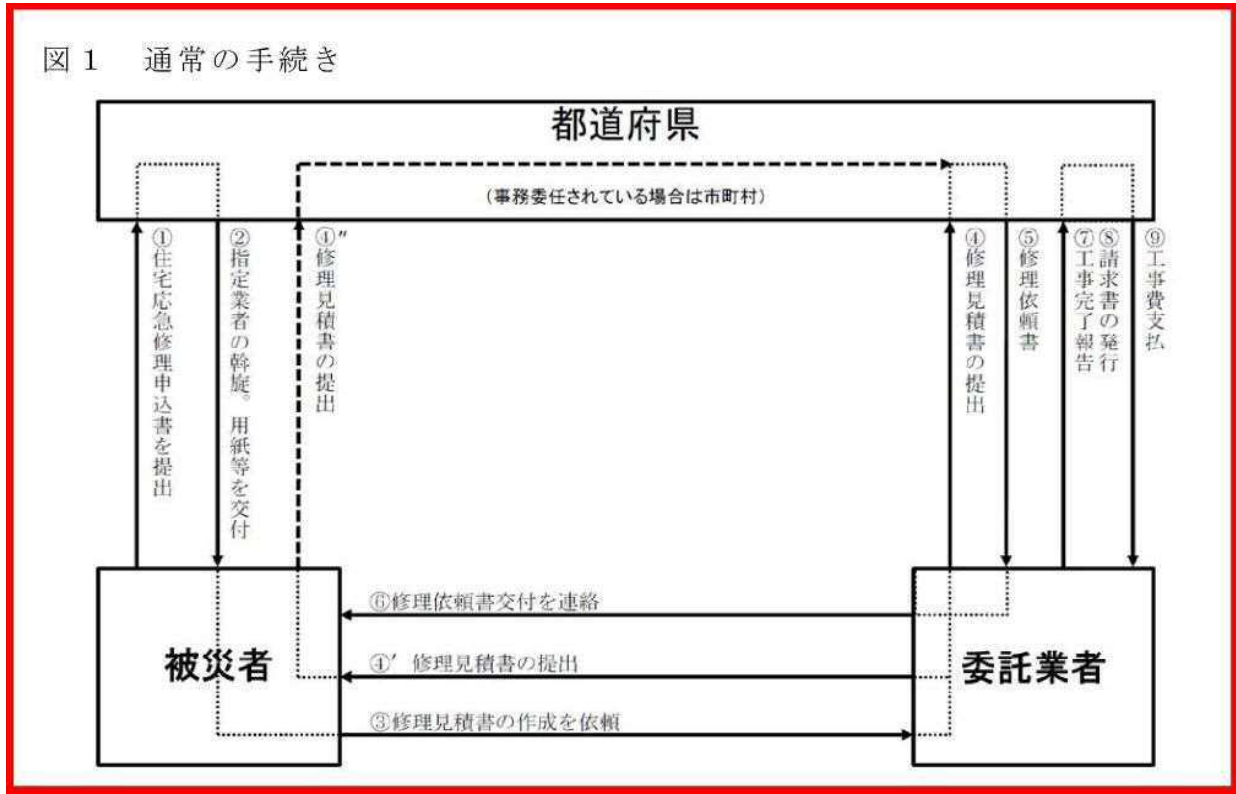 図1 通常の手続き
都道府県
(事務委任されている場合は市町村)
①住宅応急修理申込書を提出
②指定業者の斡旋。用紙等を交付
④″修理見積書の提出
④修理見積書の提出
⑤修理依頼書
⑦工事完了報告
⑧請求書の発行
⑨工事費支払
⑥修理依頼書交付を連絡
④′修理見積書の提出
③修理見積書の作成を依頼
被災者
委託業者